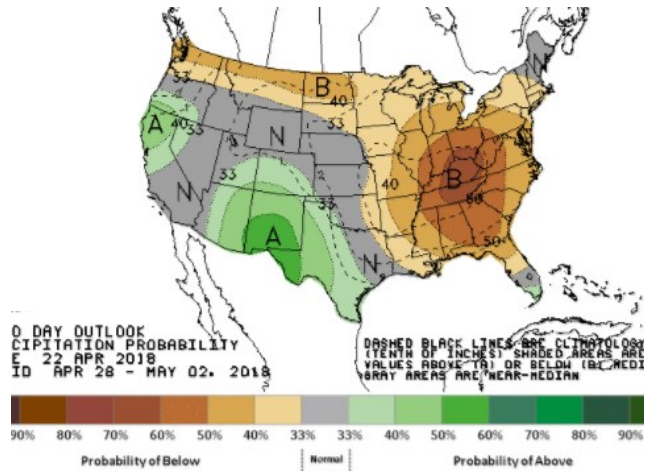 B
N
33
40
A
40
33
N
33
N
40
B
33
60
50
A
N
O DAY OUTLOOK
CIPITATION PROBABILITY
E 22 APR 2018
ID APR 28 - MAY 02, 2018
DASHED BLACK LINES ARE CLIMATOLOGY
(TENTH OF INCHES) SHADED AREAS ARE
VALUES ABOVE (A) OR BELOW (B) MEDI
GRAY AREAS ARE NEAR-MEDIAN
90% 80% 70% 60% 50% 40% 33% 33% 40% 50% 60% 70% 80% 90%
Probability of Below Normal Probability of Above